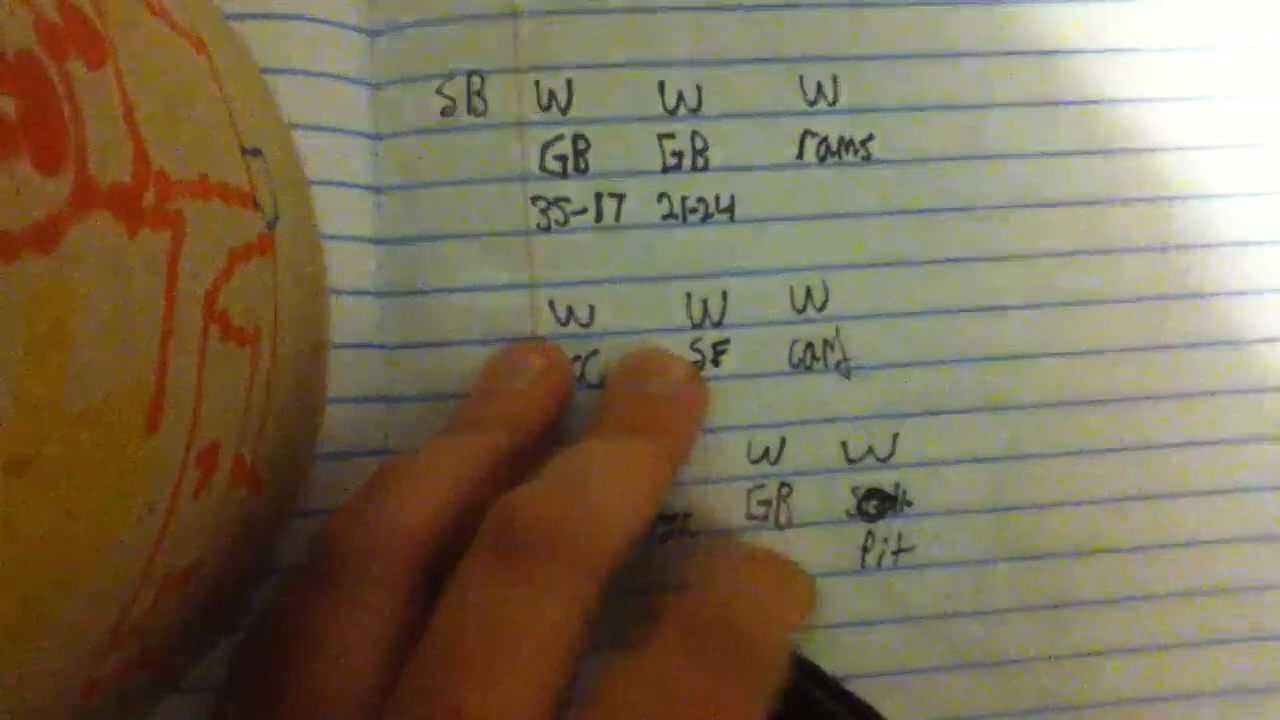 SB W W W
GB GB rams
35-17 21-24
W W W
SF card
W W
GB
Pit